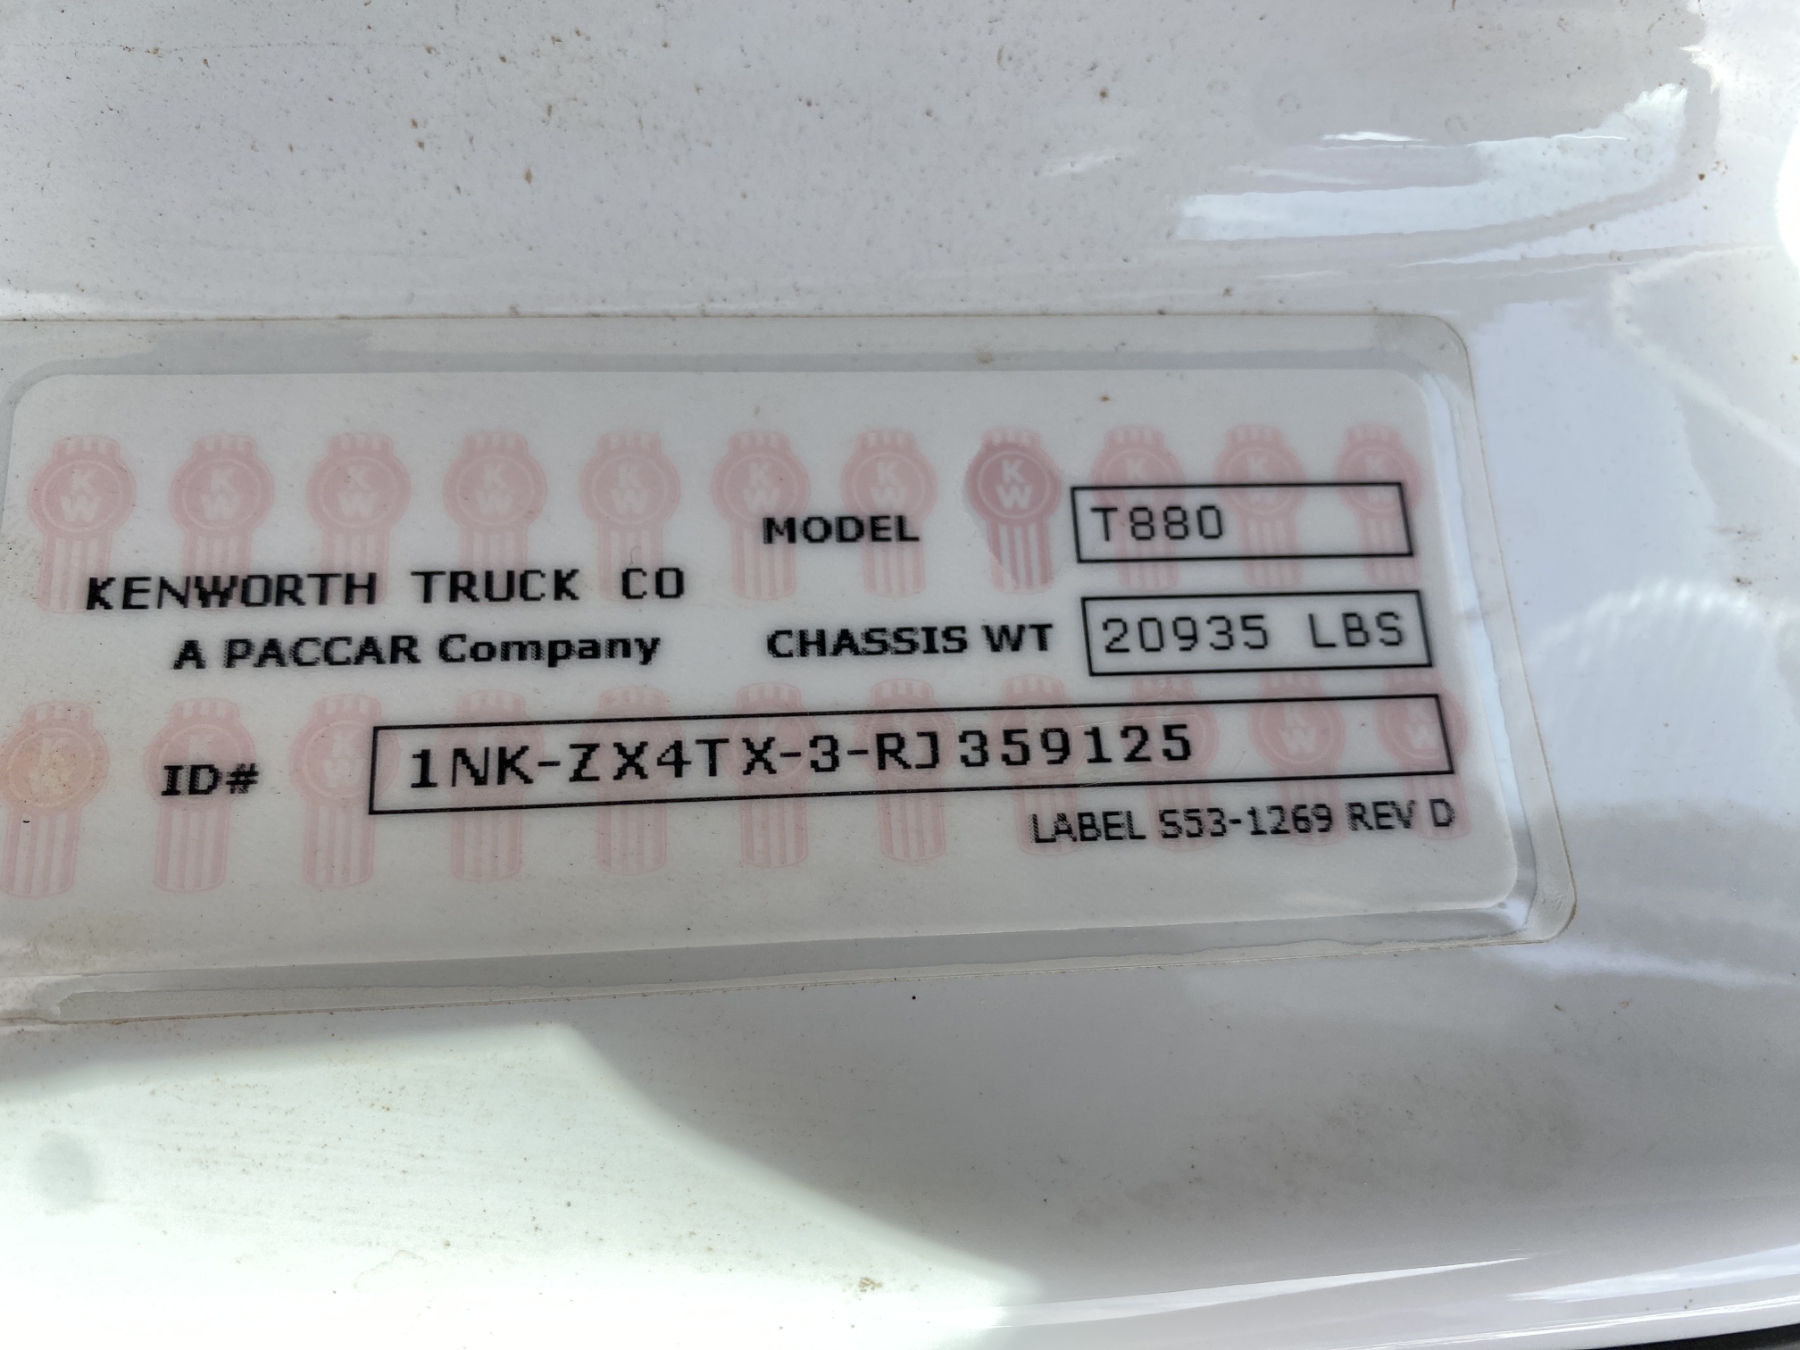 MODEL T880
KENWORTH TRUCK CO
A PACCAR Company
CHASSIS WT 20935 LBS
ID# 1NK-ZX4TX-3-RJ359125
LABEL S53-1269 REV D